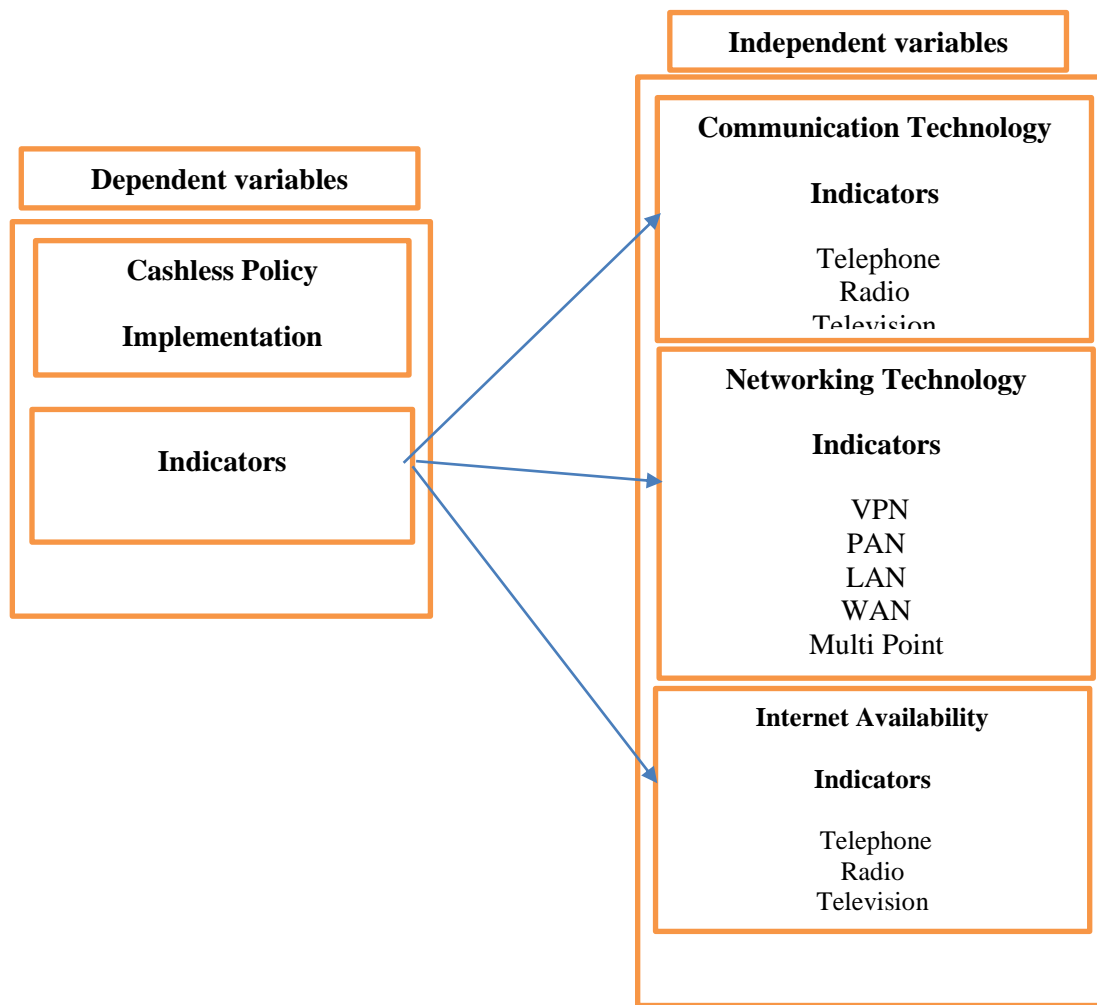 Dependent variables
Cashless Policy
Implementation
Indicators
Independent variables
Communication Technology
Indicators
Telephone
Radio
Television
Networking Technology
Indicators
VPN
PAN
LAN
WAN
Multi Point
Internet Availability
Indicators
Telephone
Radio
Television